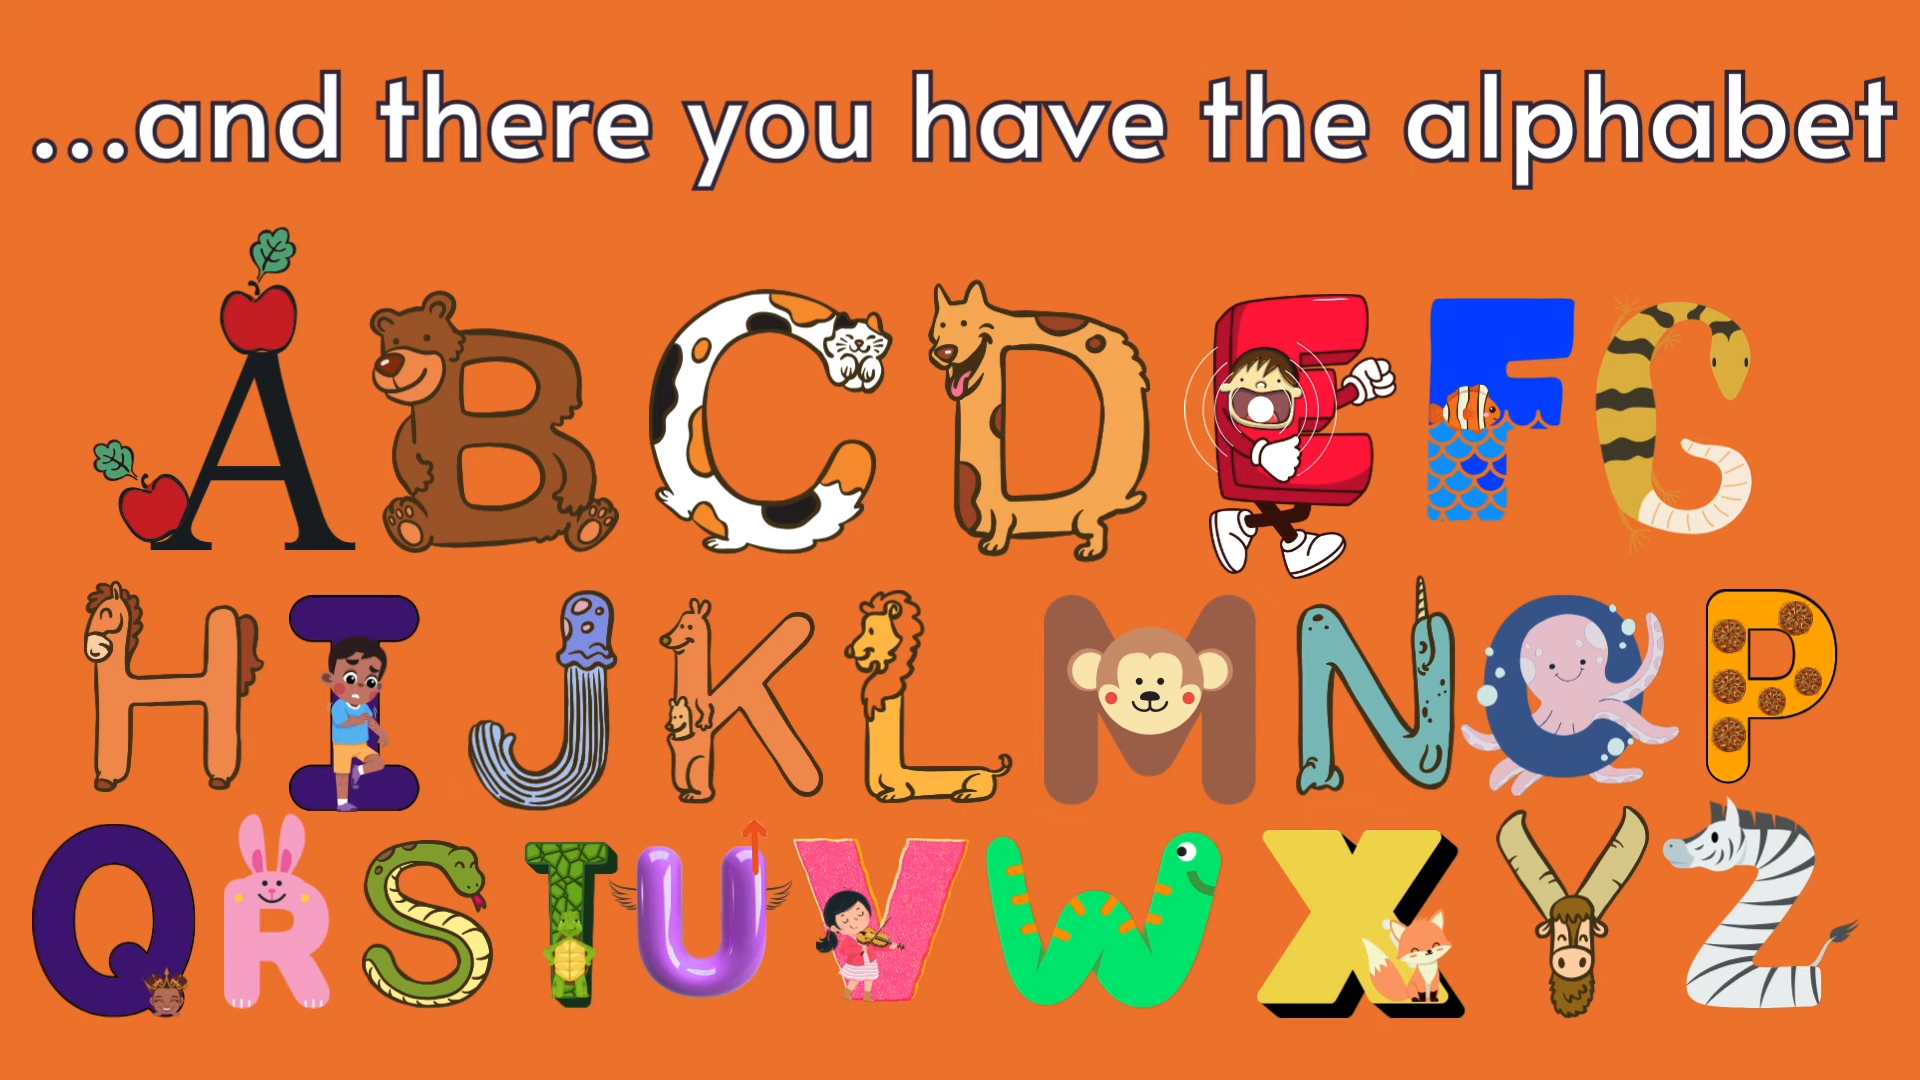 ...and there you have the alphabet
A B C D E F G
H I J K L M N O P
Q R S T U V W X Y Z